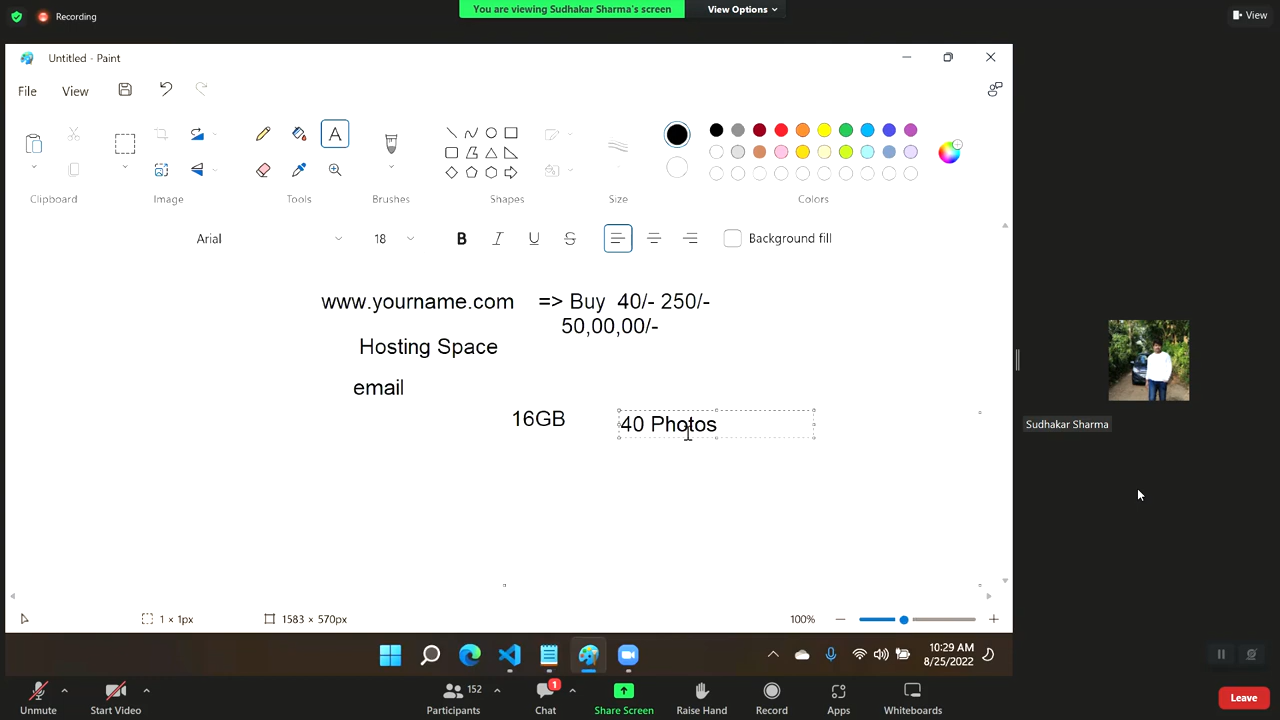 Recording
You are viewing Sudhakar Sharma's screen
View Options
View
Untitled - Paint
File
View
Clipboard
Image
Tools
Brushes
Shapes
Size
Colors
Arial
18
B I U S
Background fill
www.yourname.com => Buy 40/- 250/-
50,00,00/-
Hosting Space
email
16GB 40 Photos
Sudhakar Sharma
1 × 1px
1583 × 570px
100%
10:29 AM
8/25/2022
Unmute
Start Video
152
Participants
1
Chat
Share Screen
Raise Hand
Record
Apps
Whiteboards
Leave